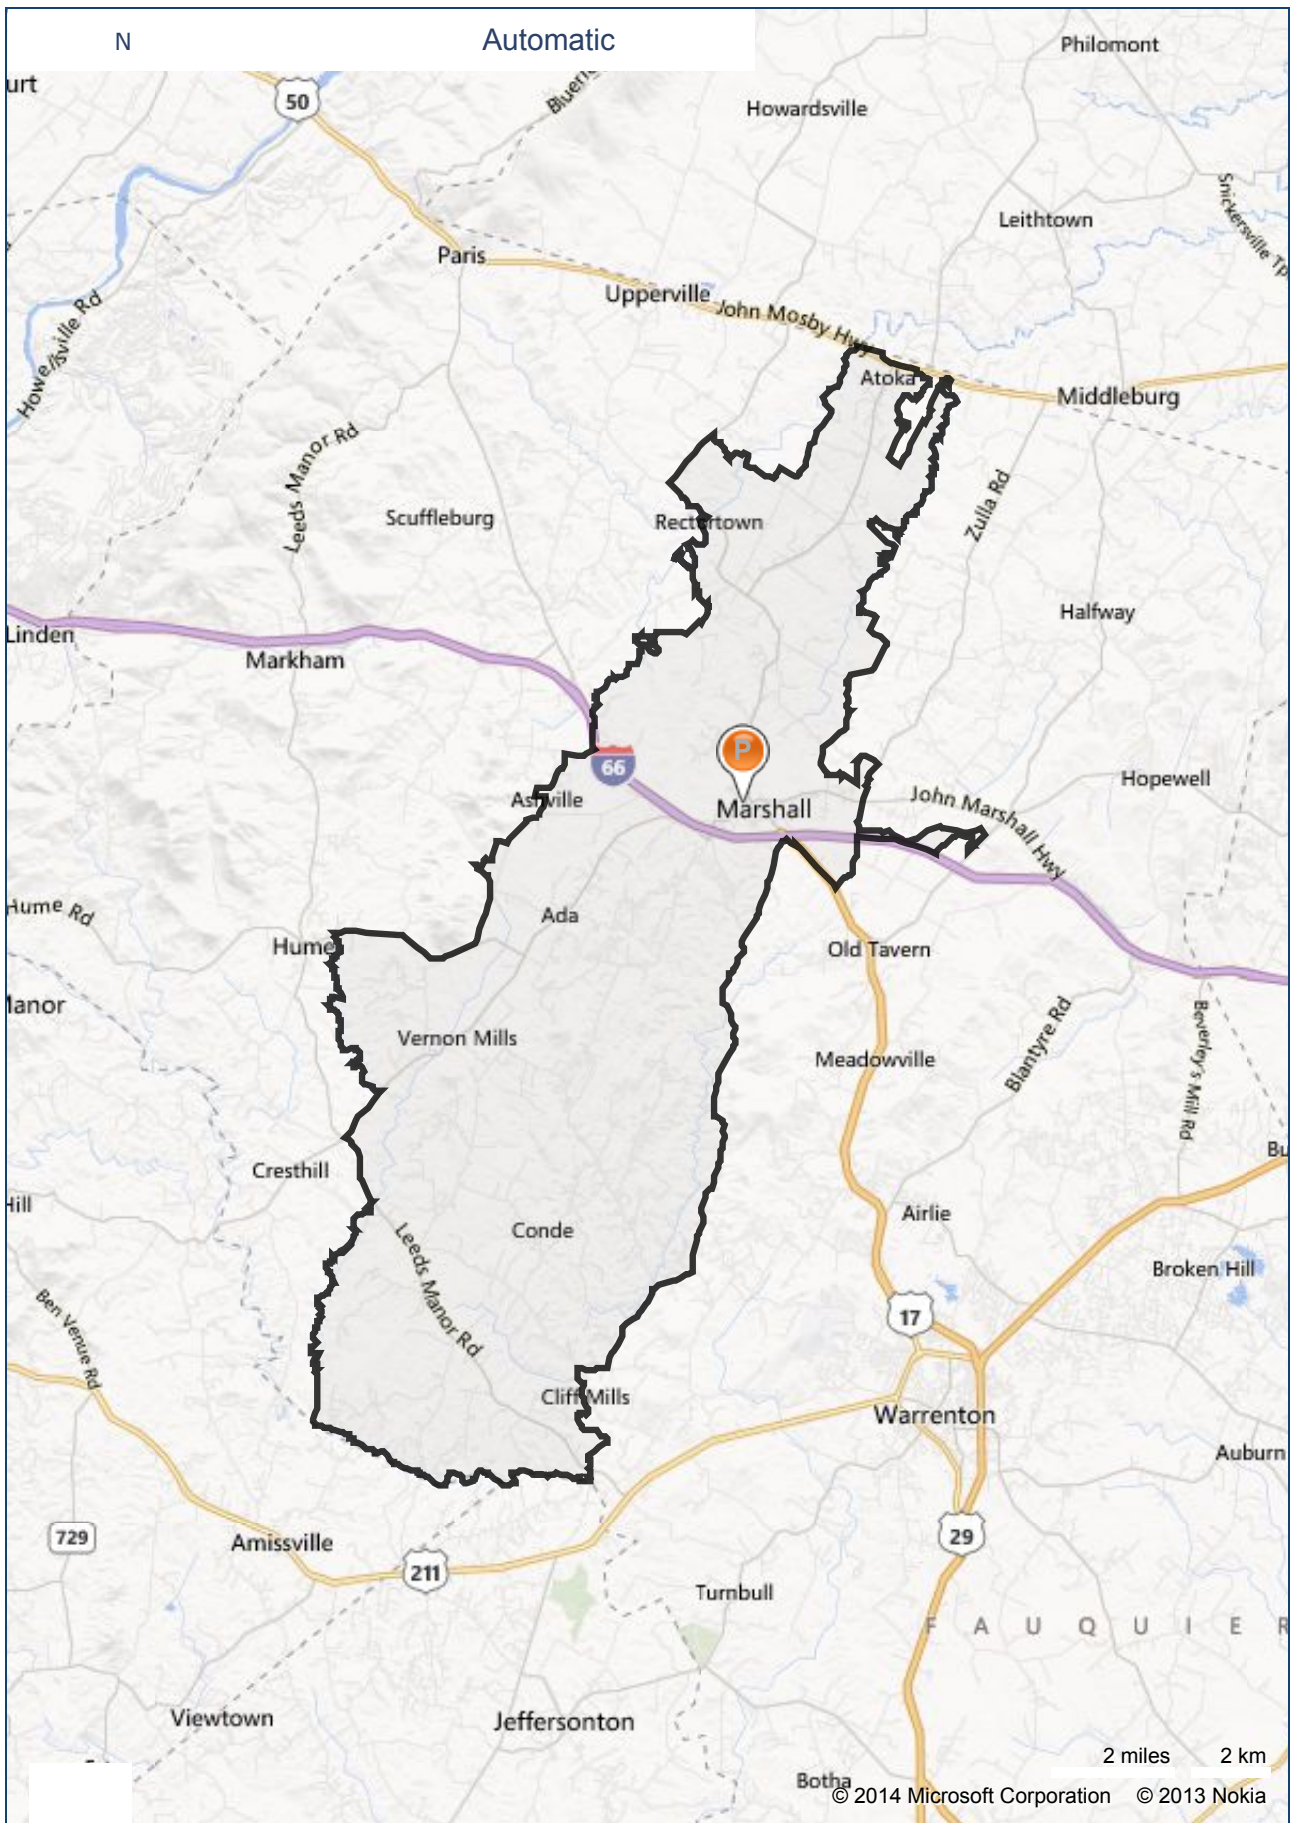 N
Automatic
Philomont
urt
50
Bluem
Howardsville
Snickersville Tp
Leithtown
Paris
Upperville
John Mosby Hwy
Howellsville Rd
Atoka
Middleburg
Leeds Manor Rd
Scuffleburg
Rectortown
Zulla Rd
Halfway
Linden
Markham
P
66
Hopewell
Ashville
Marshall
John Marshall Hwy
Hume Rd
Ada
Hume
Old Tavern
Manor
Vernon Mills
Blantyre Rd
Beverley's Mill Rd
Meadowville
Bu
Cresthill
Hill
Airlie
Conde
Leeds Manor Rd
Broken Hill
Ben Venue Rd
17
Cliff Mills
Warrenton
Auburn
729
Amissville
29
211
Turnbull
F A U Q U I E R
Viewtown
Jeffersonton
2 miles 2 km
Botha
© 2014 Microsoft Corporation © 2013 Nokia